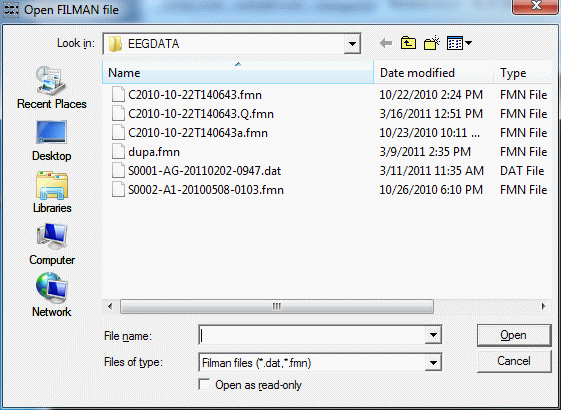 Open FILMAN file
Look in: EEGDATA
Name Date modified Type
C2010-10-22T140643.fmn 10/22/2010 2:24 PM FMN File
C2010-10-22T140643.Q.fmn 3/16/2011 12:51 PM FMN File
C2010-10-22T140643a.fmn 10/23/2010 10:11 ... FMN File
dupa.fmn 3/9/2011 2:35 PM FMN File
S0001-AG-20110202-0947.dat 3/11/2011 11:35 AM DAT File
S0002-A1-20100508-0103.fmn 10/26/2010 6:10 PM FMN File
Recent Places
Desktop
Libraries
Computer
Network
File name: Open
Files of type: Filman files (*.dat,*.fmn) Cancel
Open as read-only